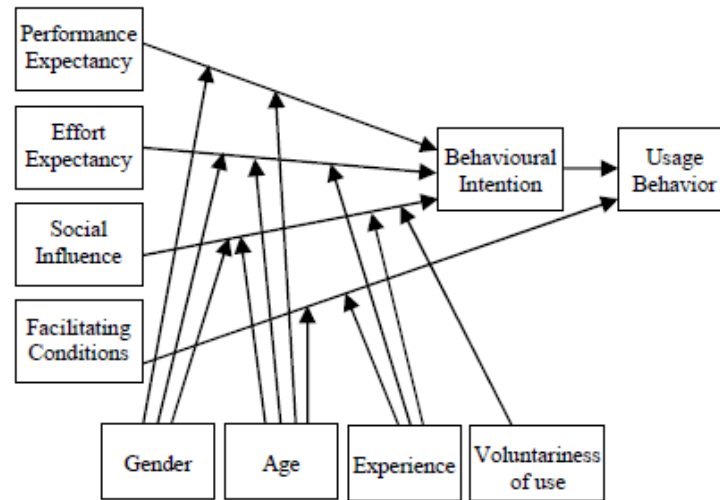 Performance
Expectancy
Effort
Expectancy
Social
Influence
Facilitating
Conditions
Behavioural
Intention
Usage
Behavior
Gender
Age
Experience
Voluntariness
of use